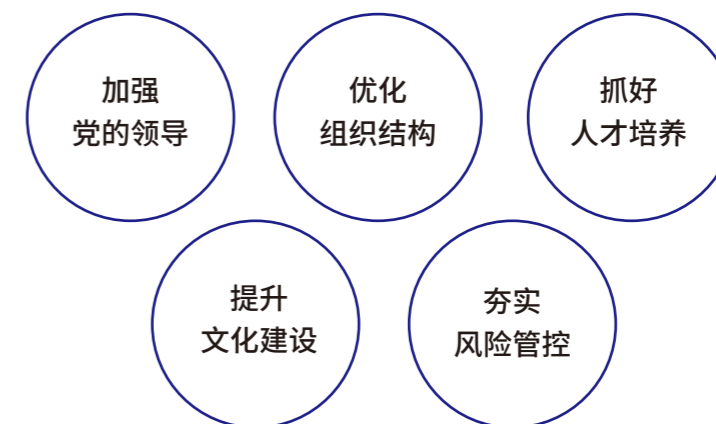 加强
党的领导
优化
组织结构
抓好
人才培养
提升
文化建设
夯实
风险管控